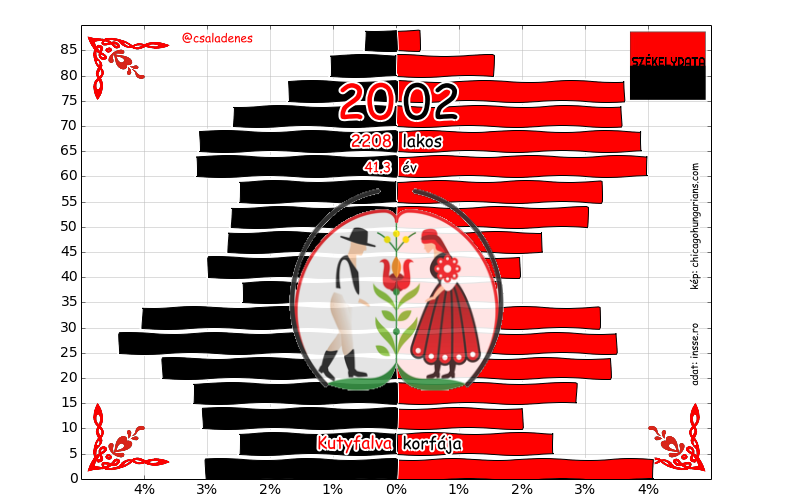 @csaladenes
SZÉKELYDATA
2002
2208 lakos
41.3 év
kép: chicagohungarians.com
adat: insse.ro
Kutyfalva korfája
85
80
75
70
65
60
55
50
45
40
35
30
25
20
15
10
5
0
4% 3% 2% 1% 0% 1% 2% 3% 4%